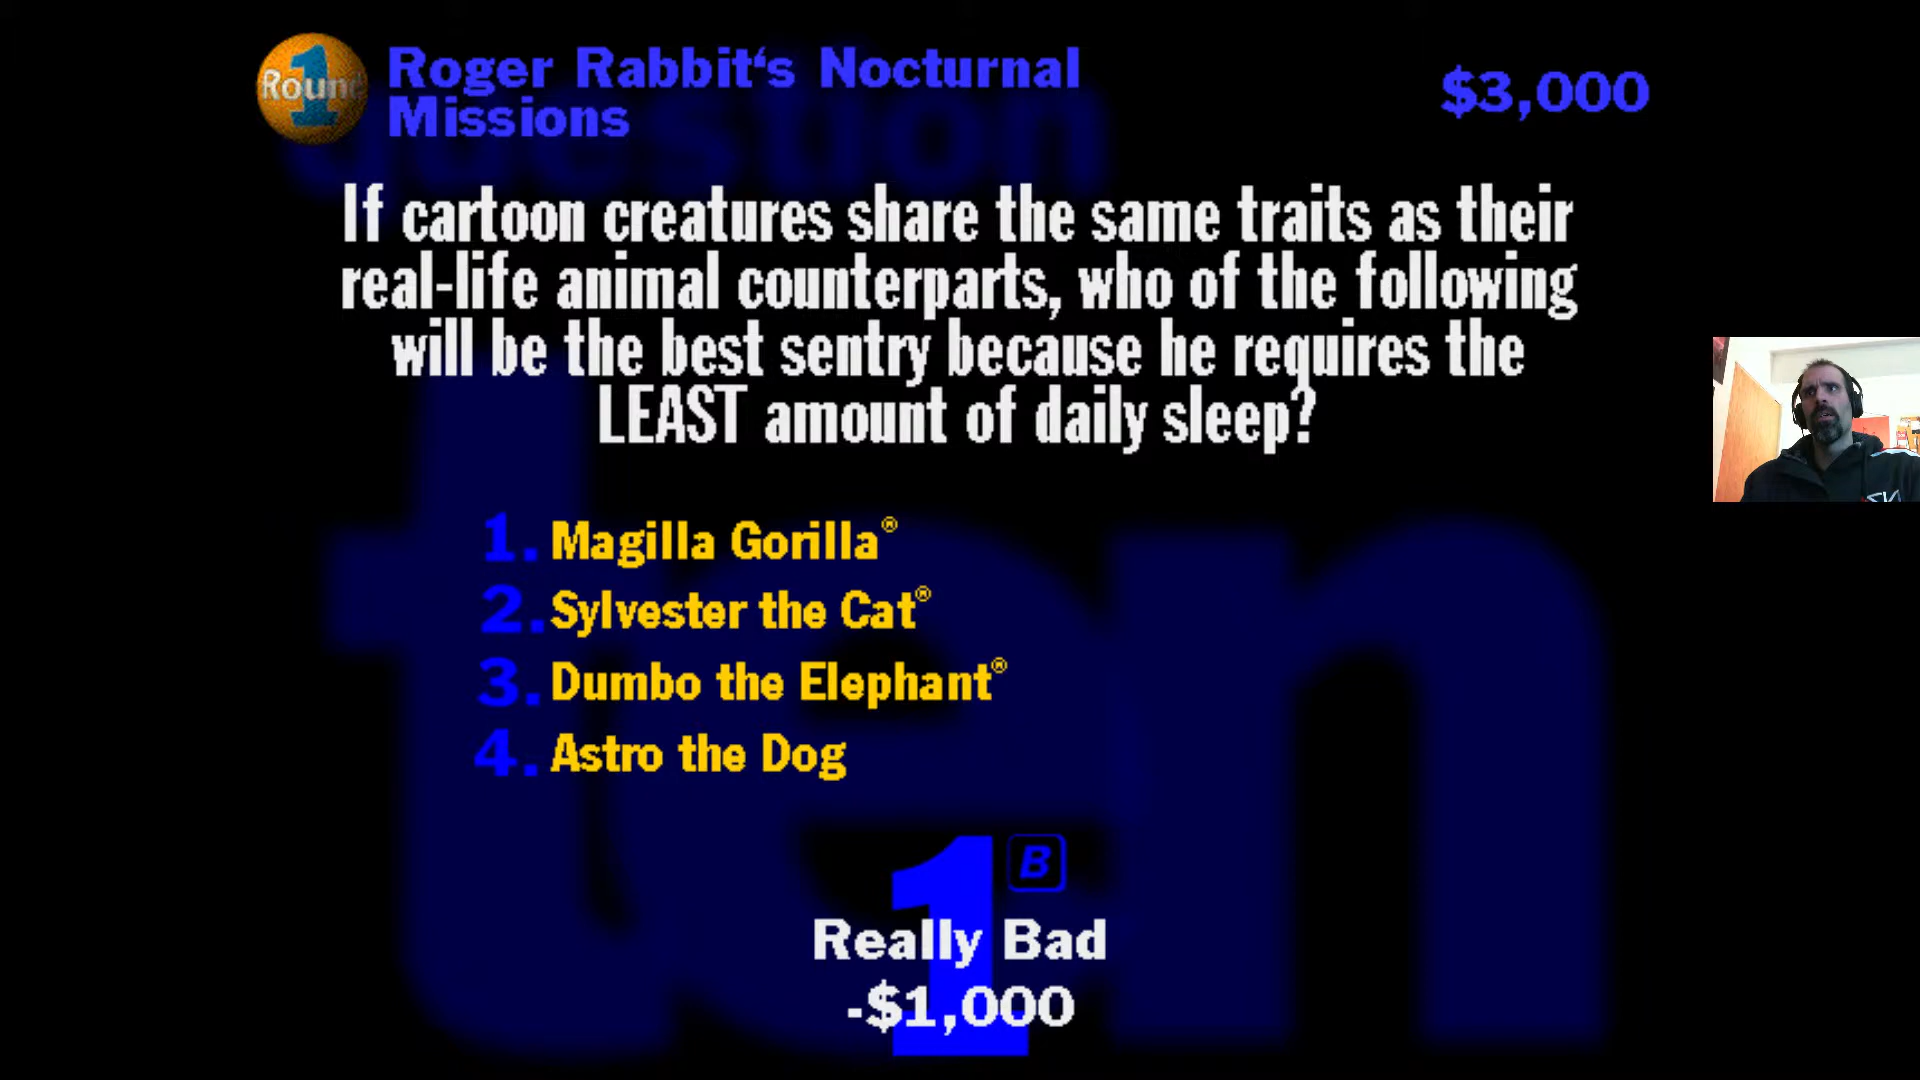 Round 1
Roger Rabbit's Nocturnal
Missions
$3,000
question
If cartoon creatures share the same traits as their
real-life animal counterparts, who of the following
will be the best sentry because he requires the
LEAST amount of daily sleep?
1. Magilla Gorilla®
2. Sylvester the Cat®
3. Dumbo the Elephant®
4. Astro the Dog
ten
1 B
Really Bad
-$1,000